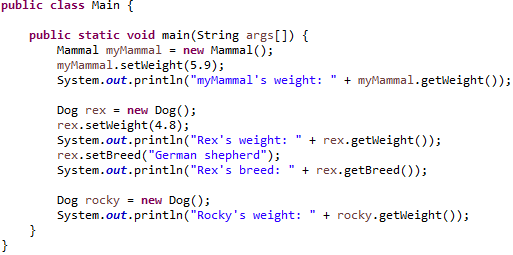 public class Main {
public static void main(String args[]) {
Mammal myMammal = new Mammal();
myMammal.setWeight(5.9);
System.out.println("myMammal's weight: " + myMammal.getWeight());
Dog rex = new Dog();
rex.setWeight(4.8);
System.out.println("Rex's weight: " + rex.getWeight());
rex.setBreed("German shepherd");
System.out.println("Rex's breed: " + rex.getBreed());
Dog rocky = new Dog();
System.out.println("Rocky's weight: " + rocky.getWeight());
}
}